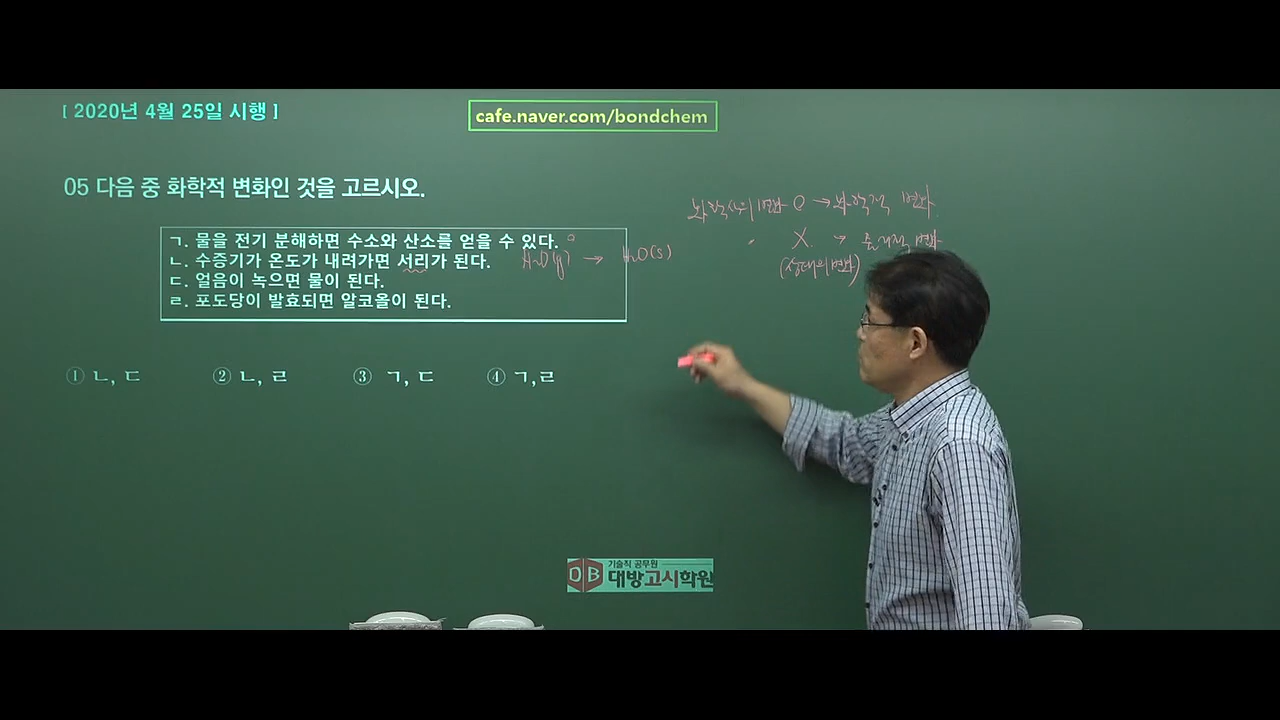 [ 2020년 4월 25일 시행 ]
cafe.naver.com/bondchem
05 다음 중 화학적 변화인 것을 고르시오.
ㄱ. 물을 전기 분해하면 수소와 산소를 얻을 수 있다.
ㄴ. 수증기가 온도가 내려가면 서리가 된다.
ㄷ. 얼음이 녹으면 물이 된다.
ㄹ. 포도당이 발효되면 알코올이 된다.
H₂O(g) → H₂O(s)
변화 O → 화학적 변화
X. → 물리적 변화
(상태의 변화)
① ㄴ, ㄷ ② ㄴ, ㄹ ③ ㄱ, ㄷ ④ ㄱ,ㄹ
기술직 공무원
DB 대방고시학원